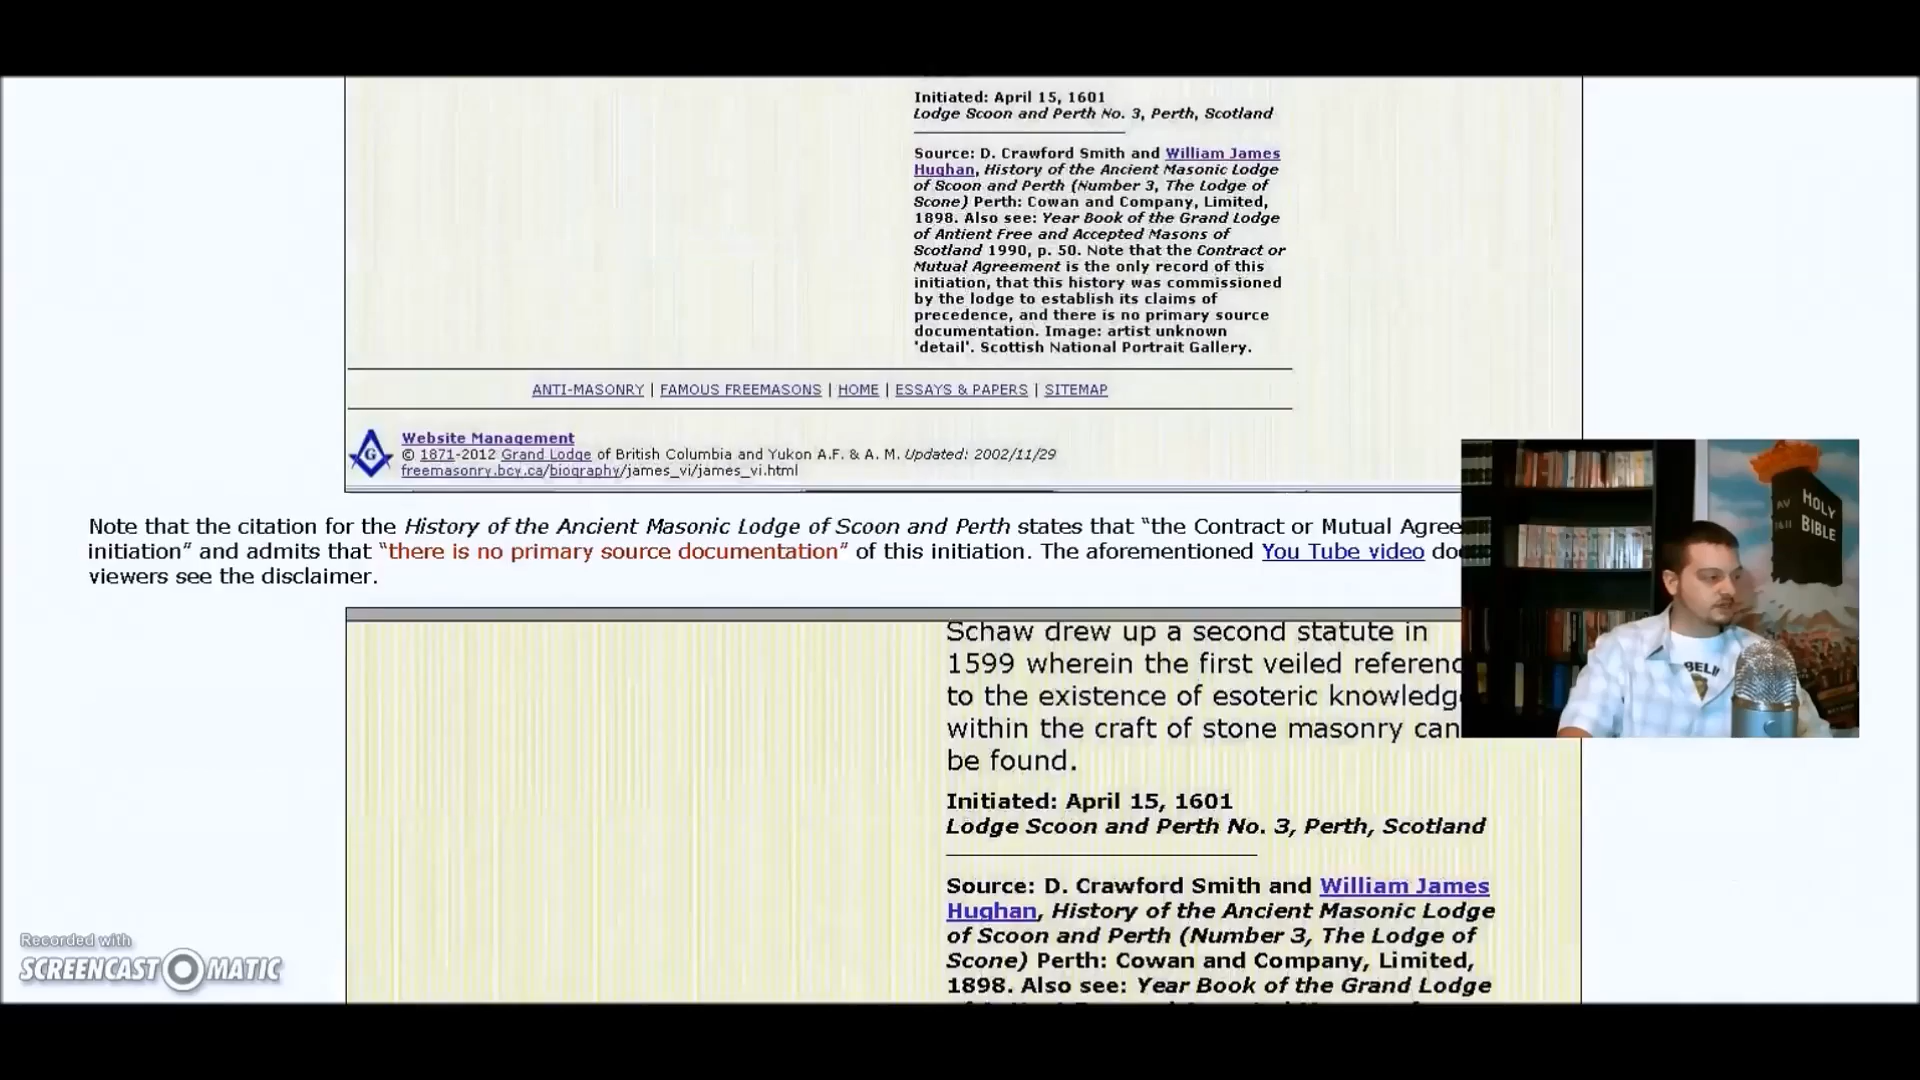 Initiated: April 15, 1601
Lodge Scoon and Perth No. 3, Perth, Scotland
Source: D. Crawford Smith and William James
Hughan, History of the Ancient Masonic Lodge
of Scoon and Perth (Number 3, The Lodge of
Scone) Perth: Cowan and Company, Limited,
1898. Also see: Year Book of the Grand Lodge
of Antient Free and Accepted Masons of
Scotland 1990, p. 50. Note that the Contract or
Mutual Agreement is the only record of this
initiation, that this history was commissioned
by the lodge to establish its claims of
precedence, and there is no primary source
documentation. Image: artist unknown
'detail'. Scottish National Portrait Gallery.
ANTI-MASONRY | FAMOUS FREEMASONS | HOME | ESSAYS & PAPERS | SITEMAP
G
Website Management
© 1871-2012 Grand Lodge of British Columbia and Yukon A.F. & A. M. Updated: 2002/11/29
freemasonry.bcy.ca/biography/james_vi/james_vi.html
Note that the citation for the History of the Ancient Masonic Lodge of Scoon and Perth states that “the Contract or Mutual Agree
initiation” and admits that “there is no primary source documentation” of this initiation. The aforementioned You Tube video do
viewers see the disclaimer.
HOLY
BIBLE
AV
BELI
Schaw drew up a second statute in
1599 wherein the first veiled referenc
to the existence of esoteric knowledg
within the craft of stone masonry can
be found.
Initiated: April 15, 1601
Lodge Scoon and Perth No. 3, Perth, Scotland
Source: D. Crawford Smith and William James
Hughan, History of the Ancient Masonic Lodge
of Scoon and Perth (Number 3, The Lodge of
Scone) Perth: Cowan and Company, Limited,
1898. Also see: Year Book of the Grand Lodge
Recorded with
SCREENCAST O MATIC